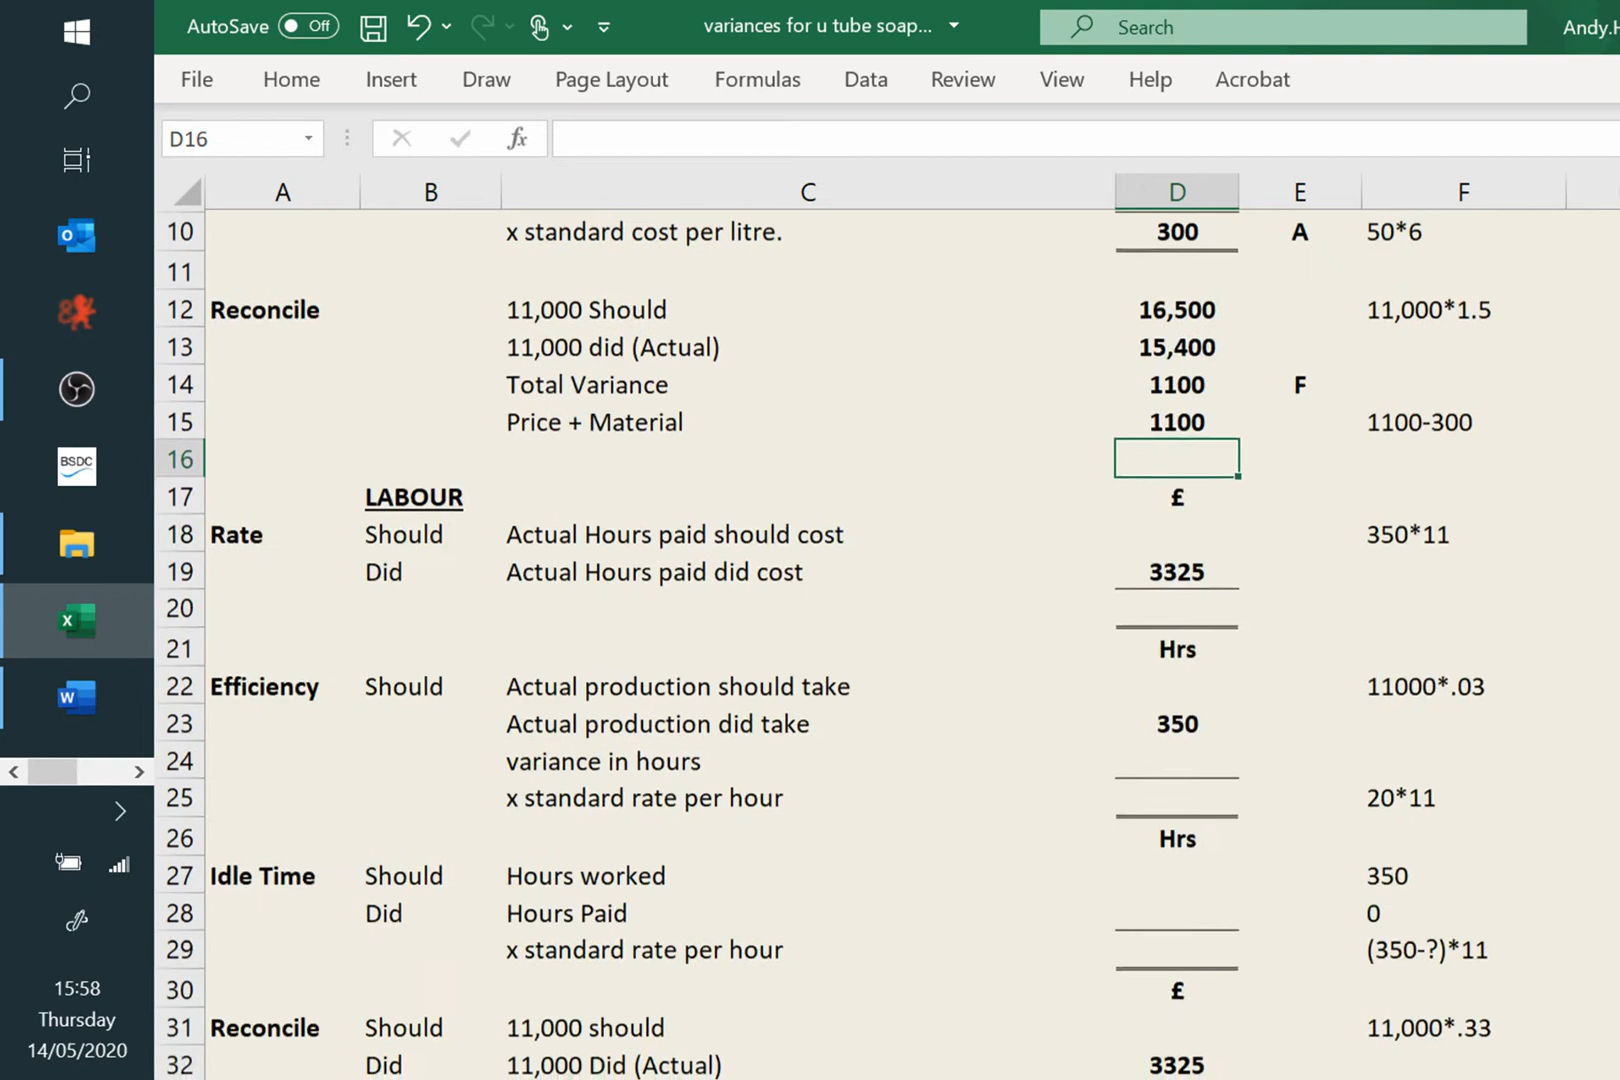 AutoSave Off variances for u tube soap... Search Andy.H
File Home Insert Draw Page Layout Formulas Data Review View Help Acrobat
D16 fx
A B C D E F
10 x standard cost per litre. 300 A 50*6
11
12 Reconcile 11,000 Should 16,500 11,000*1.5
13 11,000 did (Actual) 15,400
14 Total Variance 1100 F
15 Price + Material 1100 1100-300
16
17 LABOUR £
18 Rate Should Actual Hours paid should cost 350*11
19 Did Actual Hours paid did cost 3325
20
21 Hrs
22 Efficiency Should Actual production should take 11000*.03
23 Actual production did take 350
24 variance in hours
25 x standard rate per hour 20*11
26 Hrs
27 Idle Time Should Hours worked 350
28 Did Hours Paid 0
29 x standard rate per hour (350-?)*11
30 £
31 Reconcile Should 11,000 should 11,000*.33
32 Did 11,000 Did (Actual) 3325
BSDC
15:58
Thursday
14/05/2020